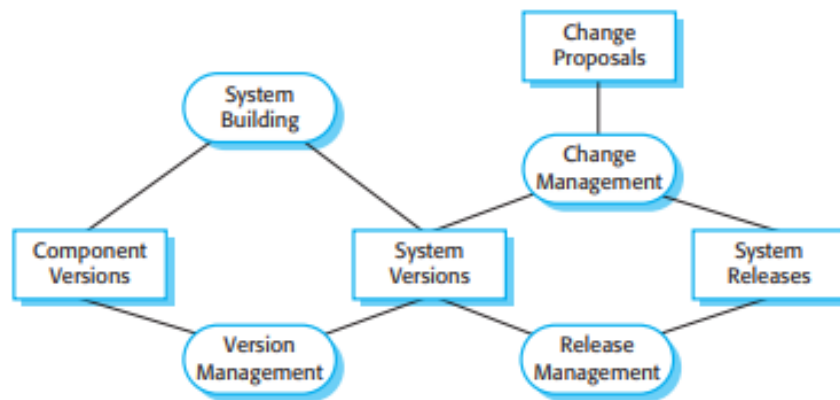 Change
Proposals
System
Building
Change
Management
Component
Versions
System
Versions
System
Releases
Version
Management
Release
Management